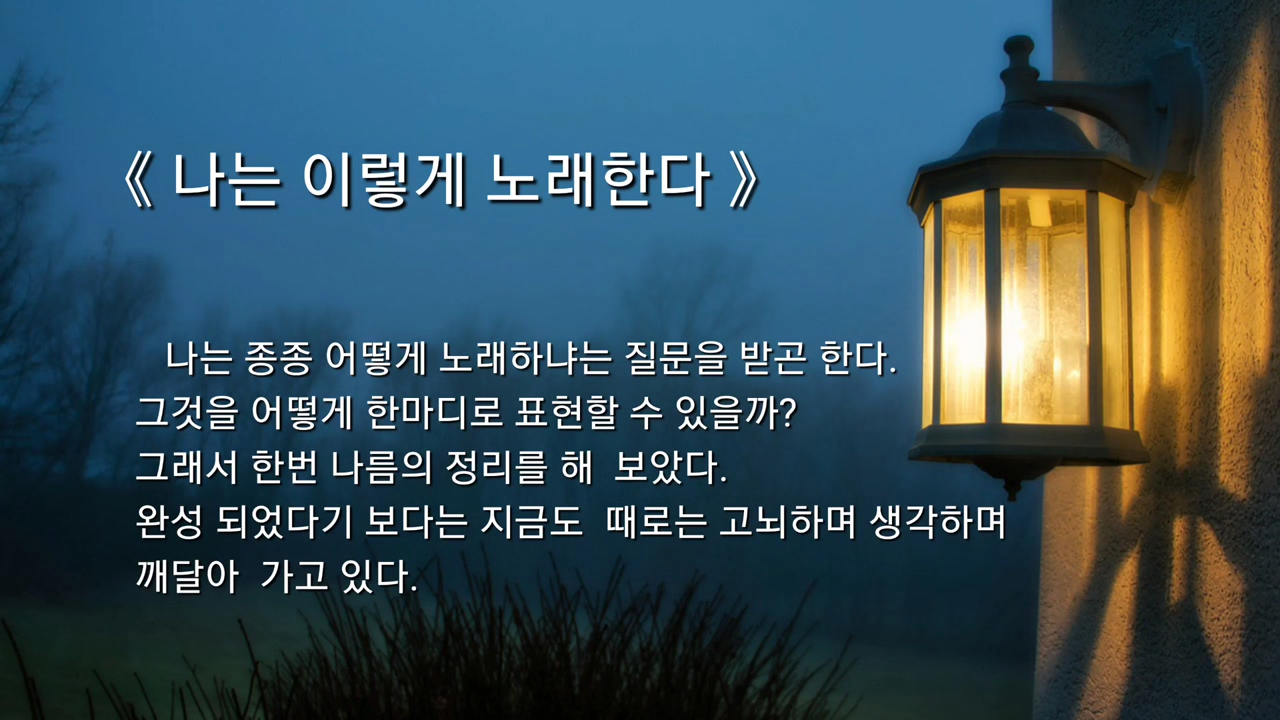 《 나는 이렇게 노래한다 》
나는 종종 어떻게 노래하냐는 질문을 받곤 한다.
그것을 어떻게 한마디로 표현할 수 있을까?
그래서 한번 나름의 정리를 해 보았다.
완성 되었다기 보다는 지금도 때로는 고뇌하며 생각하며
깨달아 가고 있다.